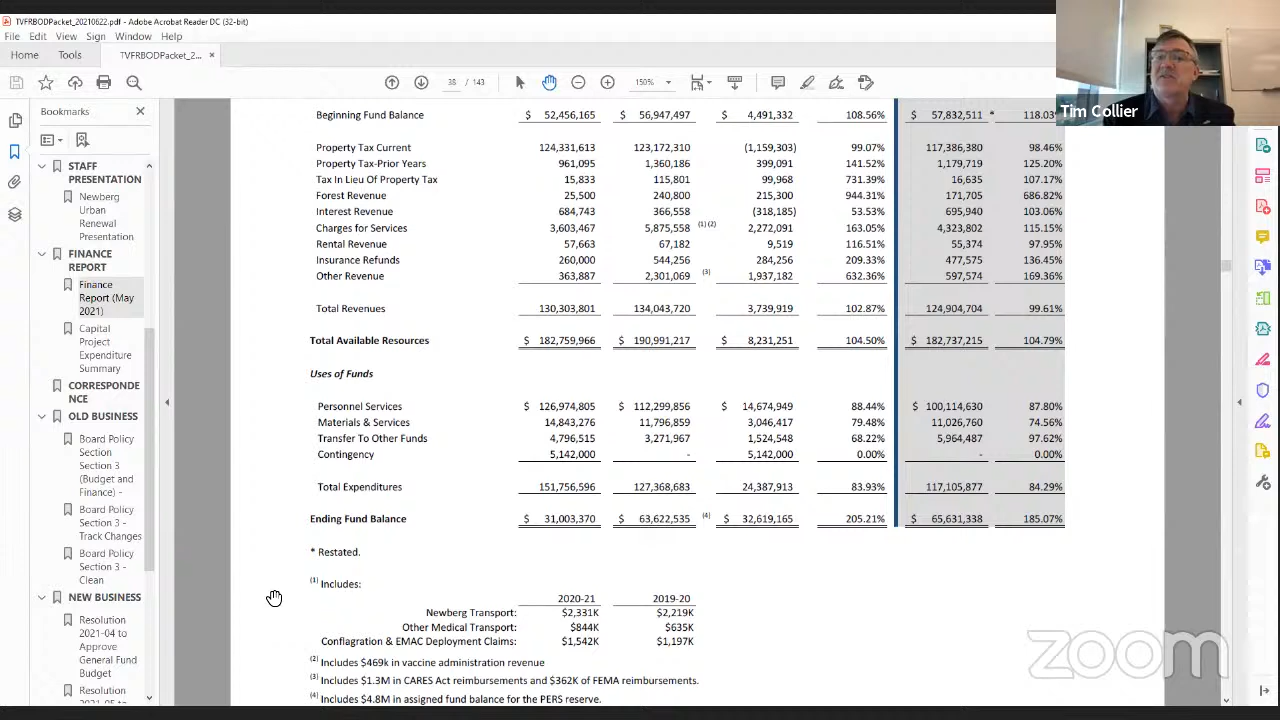 TVFRBODPacket_20210622.pdf - Adobe Acrobat Reader DC (32-bit)
File Edit View Sign Window Help
Home Tools TVFRBODPacket_2... ×
38 / 143 150%
Tim Collier
Bookmarks
STAFF
PRESENTATION
Newberg
Urban
Renewal
Presentation
FINANCE
REPORT
Finance
Report (May
2021)
Capital
Project
Expenditure
Summary
CORRESPONDE
NCE
OLD BUSINESS
Board Policy
Section
Section 3
(Budget and
Finance) -
Board Policy
Section 3 -
Track Changes
Board Policy
Section 3 -
Clean
NEW BUSINESS
Resolution
2021-04 to
Approve
General Fund
Budget
Resolution
Beginning Fund Balance $ 52,456,165 $ 56,947,497 $ 4,491,332 108.56% $ 57,832,511 * 118.03%
Property Tax Current 124,331,613 123,172,310 (1,159,303) 99.07% 117,386,380 98.46%
Property Tax-Prior Years 961,095 1,360,186 399,091 141.52% 1,179,719 125.20%
Tax In Lieu Of Property Tax 15,833 115,801 99,968 731.39% 16,635 107.17%
Forest Revenue 25,500 240,800 215,300 944.31% 171,705 686.82%
Interest Revenue 684,743 366,558 (318,185) 53.53% 695,940 103.06%
Charges for Services 3,603,467 5,875,558 (1) (2) 2,272,091 163.05% 4,323,802 115.15%
Rental Revenue 57,663 67,182 9,519 116.51% 55,374 97.95%
Insurance Refunds 260,000 544,256 284,256 209.33% 477,575 136.45%
Other Revenue 363,887 2,301,069 (3) 1,937,182 632.36% 597,574 169.36%
Total Revenues 130,303,801 134,043,720 3,739,919 102.87% 124,904,704 99.61%
Total Available Resources $ 182,759,966 $ 190,991,217 $ 8,231,251 104.50% $ 182,737,215 104.79%
Uses of Funds
Personnel Services $ 126,974,805 $ 112,299,856 $ 14,674,949 88.44% $ 100,114,630 87.80%
Materials & Services 14,843,276 11,796,859 3,046,417 79.48% 11,026,760 74.56%
Transfer To Other Funds 4,796,515 3,271,967 1,524,548 68.22% 5,964,487 97.62%
Contingency 5,142,000 - 5,142,000 0.00% - 0.00%
Total Expenditures 151,756,596 127,368,683 24,387,913 83.93% 117,105,877 84.29%
Ending Fund Balance $ 31,003,370 $ 63,622,535 (4) $ 32,619,165 205.21% $ 65,631,338 185.07%
* Restated.
(1) Includes:
2020-21 2019-20
Newberg Transport: $2,331K $2,219K
Other Medical Transport: $844K $635K
Conflagration & EMAC Deployment Claims: $1,542K $1,197K
(2) Includes $469k in vaccine administration revenue
(3) Includes $1.3M in CARES Act reimbursements and $362K of FEMA reimbursements.
(4) Includes $4.8M in assigned fund balance for the PERS reserve.
zoom